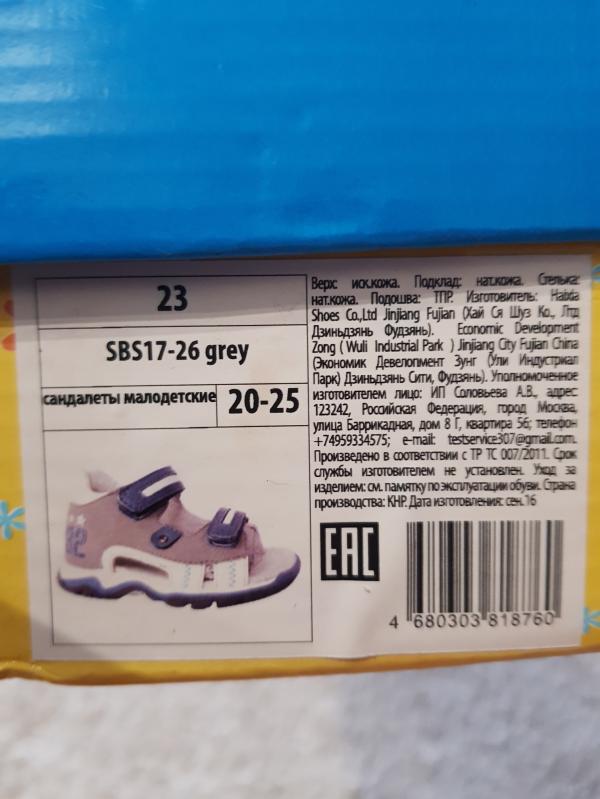 23
SBS17-26 grey
сандалеты малодетские 20-25
Верх: иск.кожа. Подклад: нат.кожа. Стелька:
нат.кожа. Подошва: ТПР. Изготовитель: Haixia
Shoes Co.,Ltd Jinjiang Fujian (Хай Ся Шуз Ко., Лтд
Дзиньдзянь Фудзянь). Economic Development
Zong ( Wuli Industrial Park ) Jinjiang City Fujian China
(Экономик Девелопмент Зунг (Ули Индустриал
Парк) Дзиньдзянь Сити, Фудзянь). Уполномоченное
изготовителем лицо: ИП Соловьева А.В., адрес:
123242, Российская Федерация, город Москва,
улица Баррикадная, дом 8 Г, квартира 56; телефон
+74959334575; e-mail: testservice307@gmail.com.
Произведено в соответствии с ТР ТС 007/2011. Срок
службы изготовителем не установлен. Уход за
изделием: см. памятку по эксплуатации обуви. Страна
производства: КНР. Дата изготовления: сен.16
22
EAC
4 680303 818760